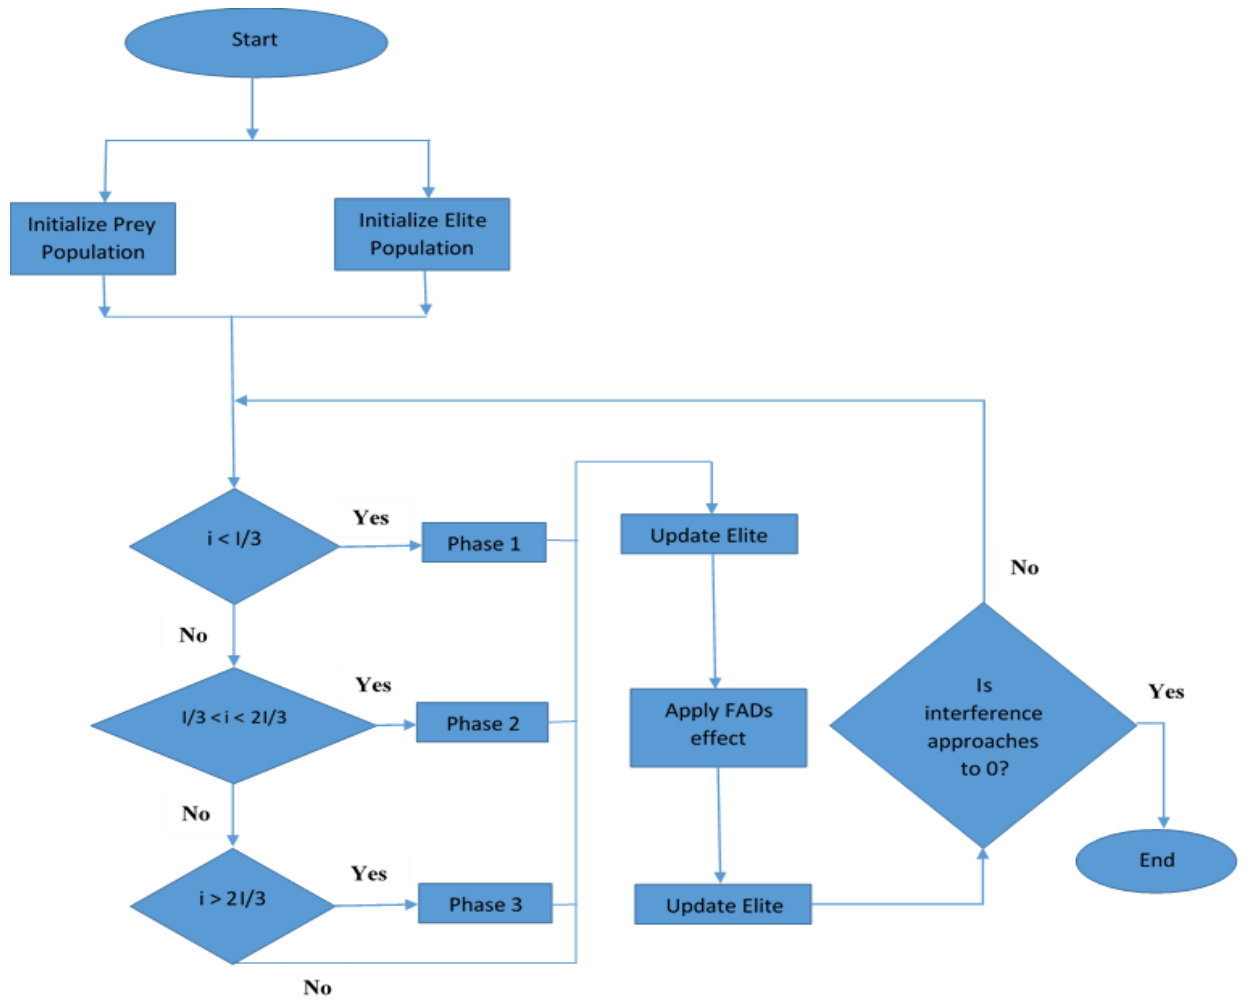 Start
Initialize Prey
Population
Initialize Elite
Population
i < I/3
Yes
Phase 1
No
I/3 < i < 2I/3
Yes
Phase 2
No
i > 2I/3
Yes
Phase 3
No
Update Elite
Apply FADs
effect
Update Elite
Is
interference
approaches
to 0?
No
Yes
End